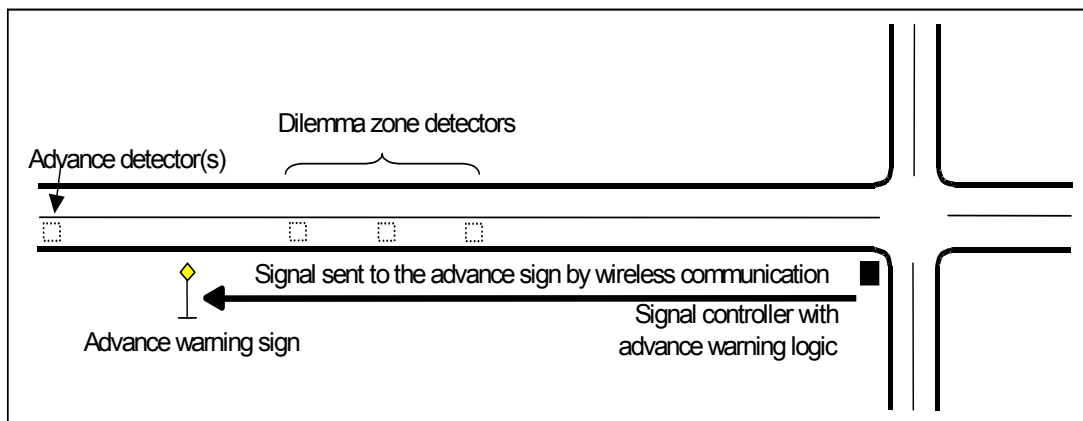 Dilemma zone detectors
Advance detector(s)
Signal sent to the advance sign by wireless communication
Signal controller with
advance warning logic
Advance warning sign